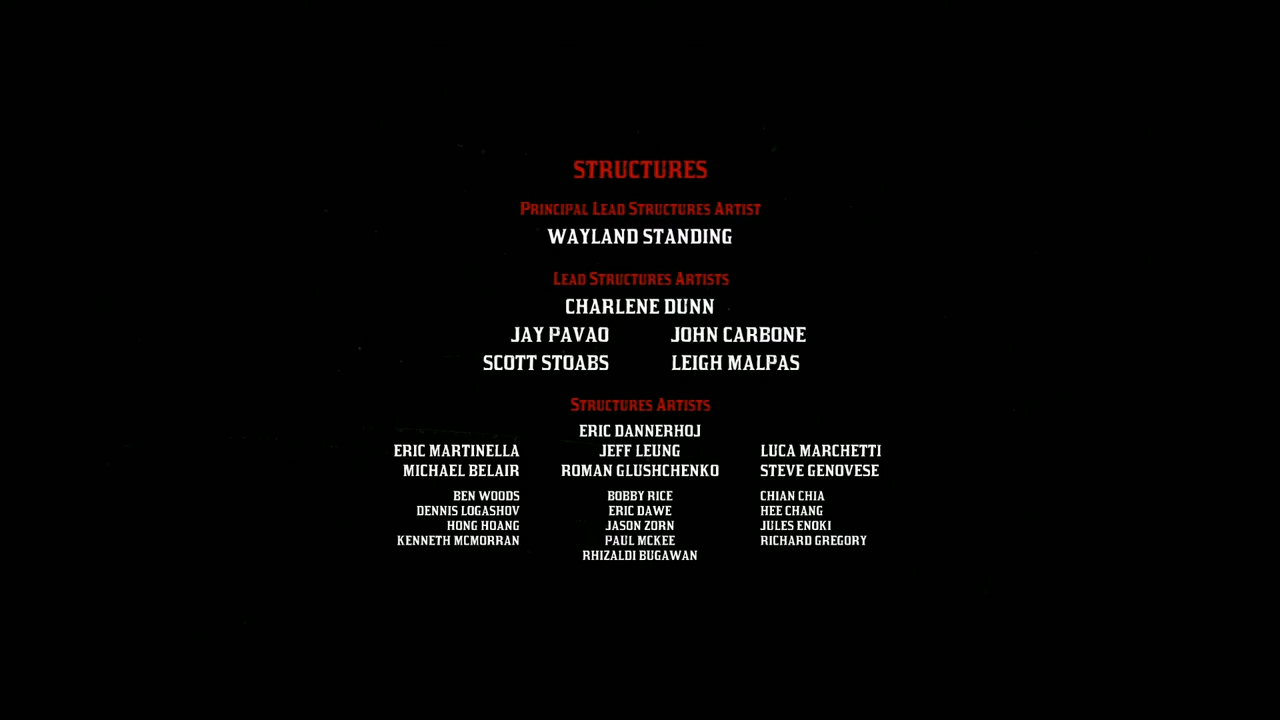 STRUCTURES
PRINCIPAL LEAD STRUCTURES ARTIST
WAYLAND STANDING
LEAD STRUCTURES ARTISTS
CHARLENE DUNN
JAY PAVAO JOHN CARBONE
SCOTT STOABS LEIGH MALPAS
STRUCTURES ARTISTS
ERIC DANNERHOJ
ERIC MARTINELLA JEFF LEUNG LUCA MARCHETTI
MICHAEL BELAIR ROMAN GLUSHCHENKO STEVE GENOVESE
BEN WOODS BOBBY RICE CHIAN CHIA
DENNIS LOGASHOV ERIC DAWE HEE CHANG
HONG HOANG JASON ZORN JULES ENOKI
KENNETH MCMORRAN PAUL MCKEE RICHARD GREGORY
RHIZALDI BUGAWAN